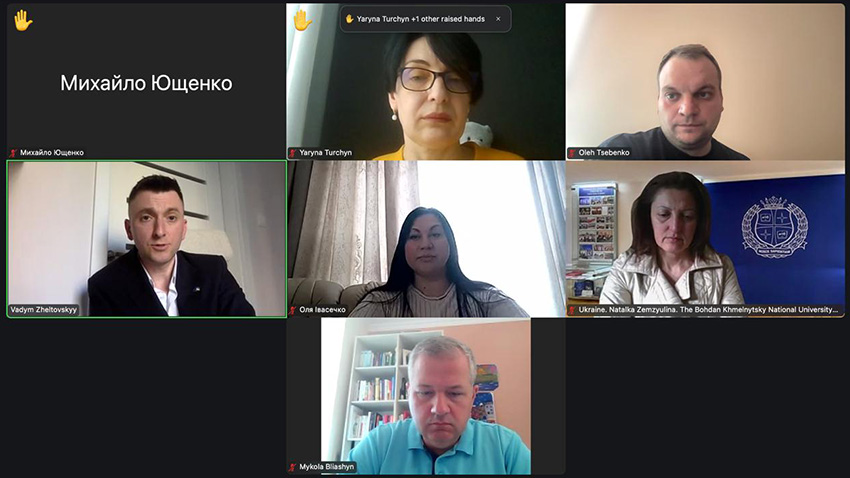 Yaryna Turchyn +1 other raised hands
Михайло Ющенко
Михайло Ющенко
Yaryna Turchyn
Oleh Tsebenko
Vadym Zheltovskyy
Оля Івасечко
Ukraine. Natalka Zemzyulina. The Bohdan Khmelnytsky National University...
Mykola Bliashyn